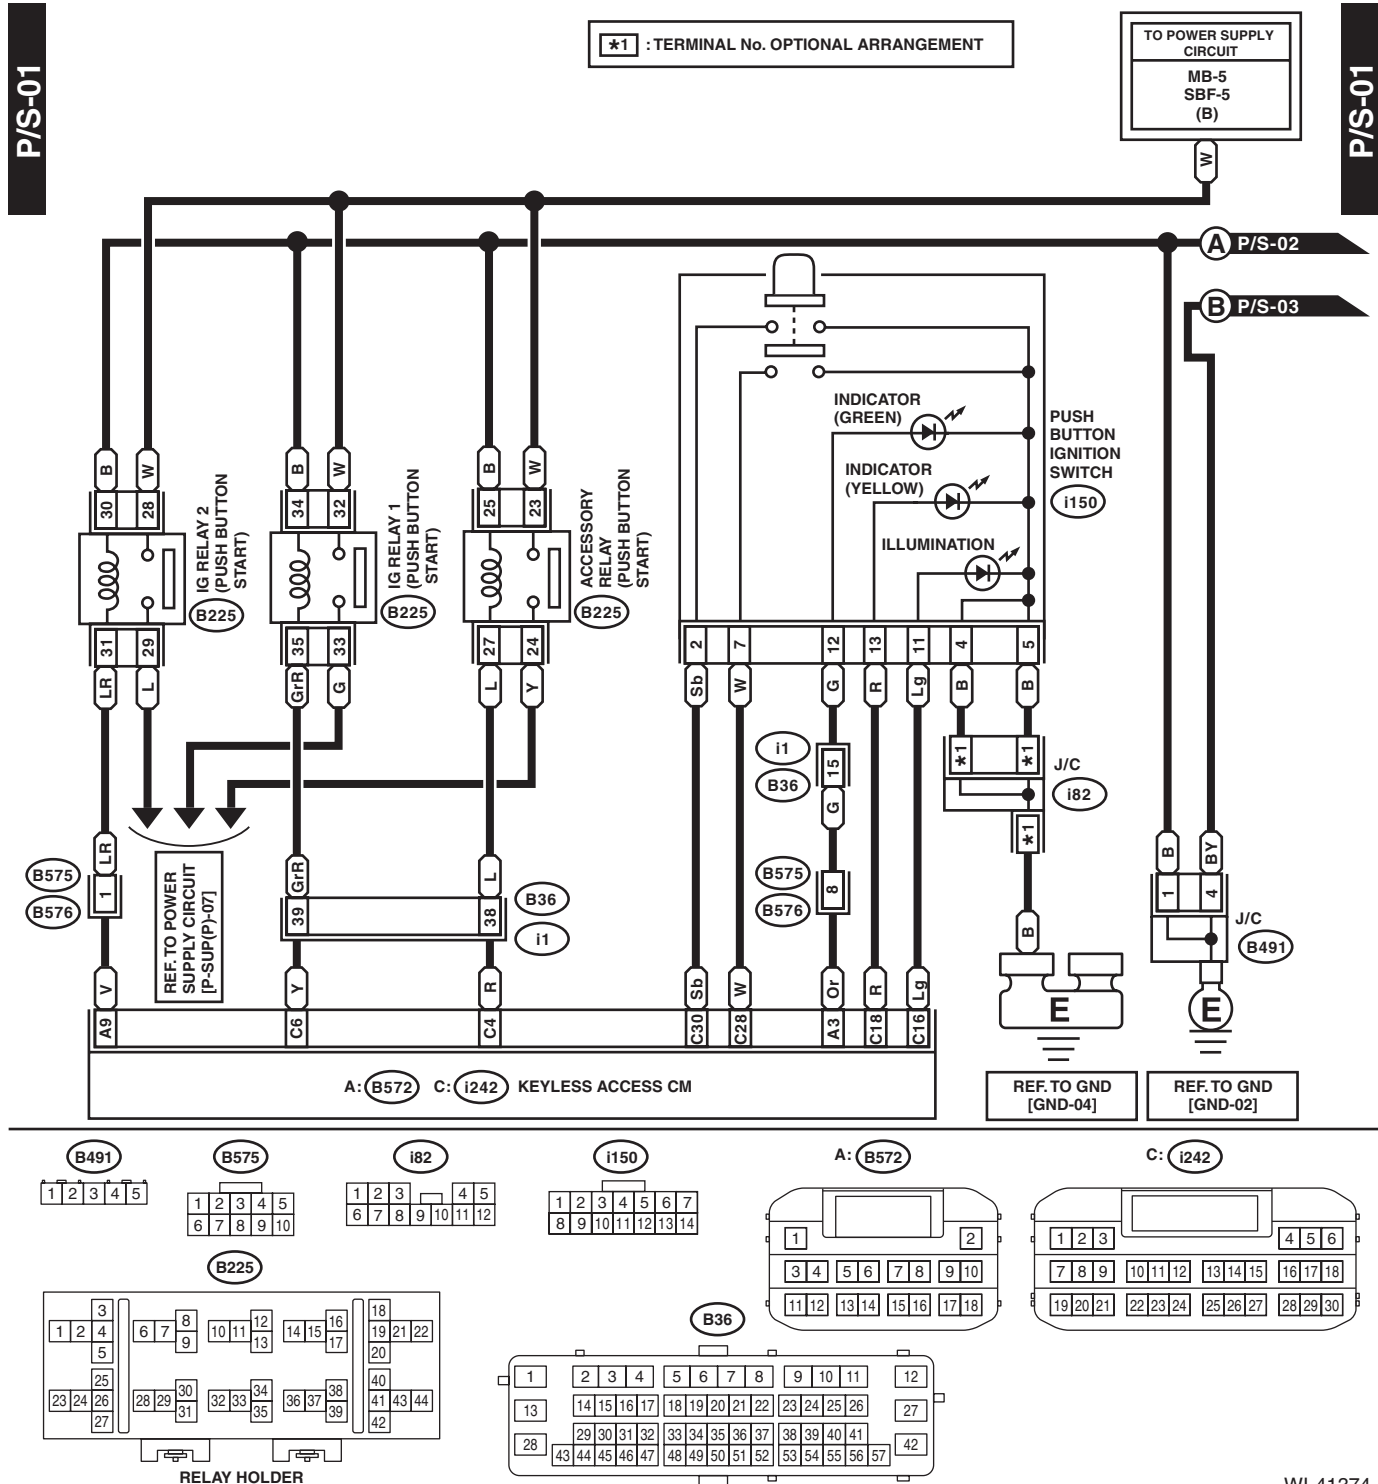 P/S-01
*1 : TERMINAL No. OPTIONAL ARRANGEMENT
TO POWER SUPPLY
CIRCUIT
MB-5
SBF-5
(B)
P/S-01
W
A P/S-02
B P/S-03
INDICATOR
(GREEN)
INDICATOR
(YELLOW)
ILLUMINATION
PUSH
BUTTON
IGNITION
SWITCH
i150
B W
30 28
IG RELAY 2
(PUSH BUTTON
START)
B225
31 29
LR L
B W
34 32
IG RELAY 1
(PUSH BUTTON
START)
B225
35 33
GrR G
B W
25 23
ACCESSORY
RELAY
(PUSH BUTTON
START)
B225
27 24
L Y
2 7 12 13 11 4 5
Sb W G R Lg B B
i1
B36
15
G
*1 *1
J/C
i82
*1
B575
B576
8
LR
B575
B576
1
REF. TO POWER
SUPPLY CIRCUIT
[P-SUP(P)-07]
GrR L
39 38
B36
i1
B BY
1 4
J/C
B491
B
E E
V Y R Sb W Or R Lg
A9 C6 C4 C30 C28 A3 C18 C16
A: B572 C: i242 KEYLESS ACCESS CM
REF. TO GND
[GND-04]
REF. TO GND
[GND-02]
B491
1 2 3 4 5
B575
1 2 3 4 5
6 7 8 9 10
i82
1 2 3 4 5
6 7 8 9 10 11 12
i150
1 2 3 4 5 6 7
8 9 10 11 12 13 14
A: B572
1 2
3 4 5 6 7 8 9 10
11 12 13 14 15 16 17 18
C: i242
1 2 3 4 5 6
7 8 9 10 11 12 13 14 15 16 17 18
19 20 21 22 23 24 25 26 27 28 29 30
B225
3 8 12 16 18
1 2 4 6 7 10 11 14 15 19 21 22
5 9 13 17 20
25 30 34 38 40
23 24 26 28 29 32 33 36 37 41 43 44
27 31 35 39 42
RELAY HOLDER
B36
1 2 3 4 5 6 7 8 9 10 11 12
13 14 15 16 17 18 19 20 21 22 23 24 25 26 27
28 29 30 31 32 33 34 35 36 37 38 39 40 41 42
43 44 45 46 47 48 49 50 51 52 53 54 55 56 57
WI-41274